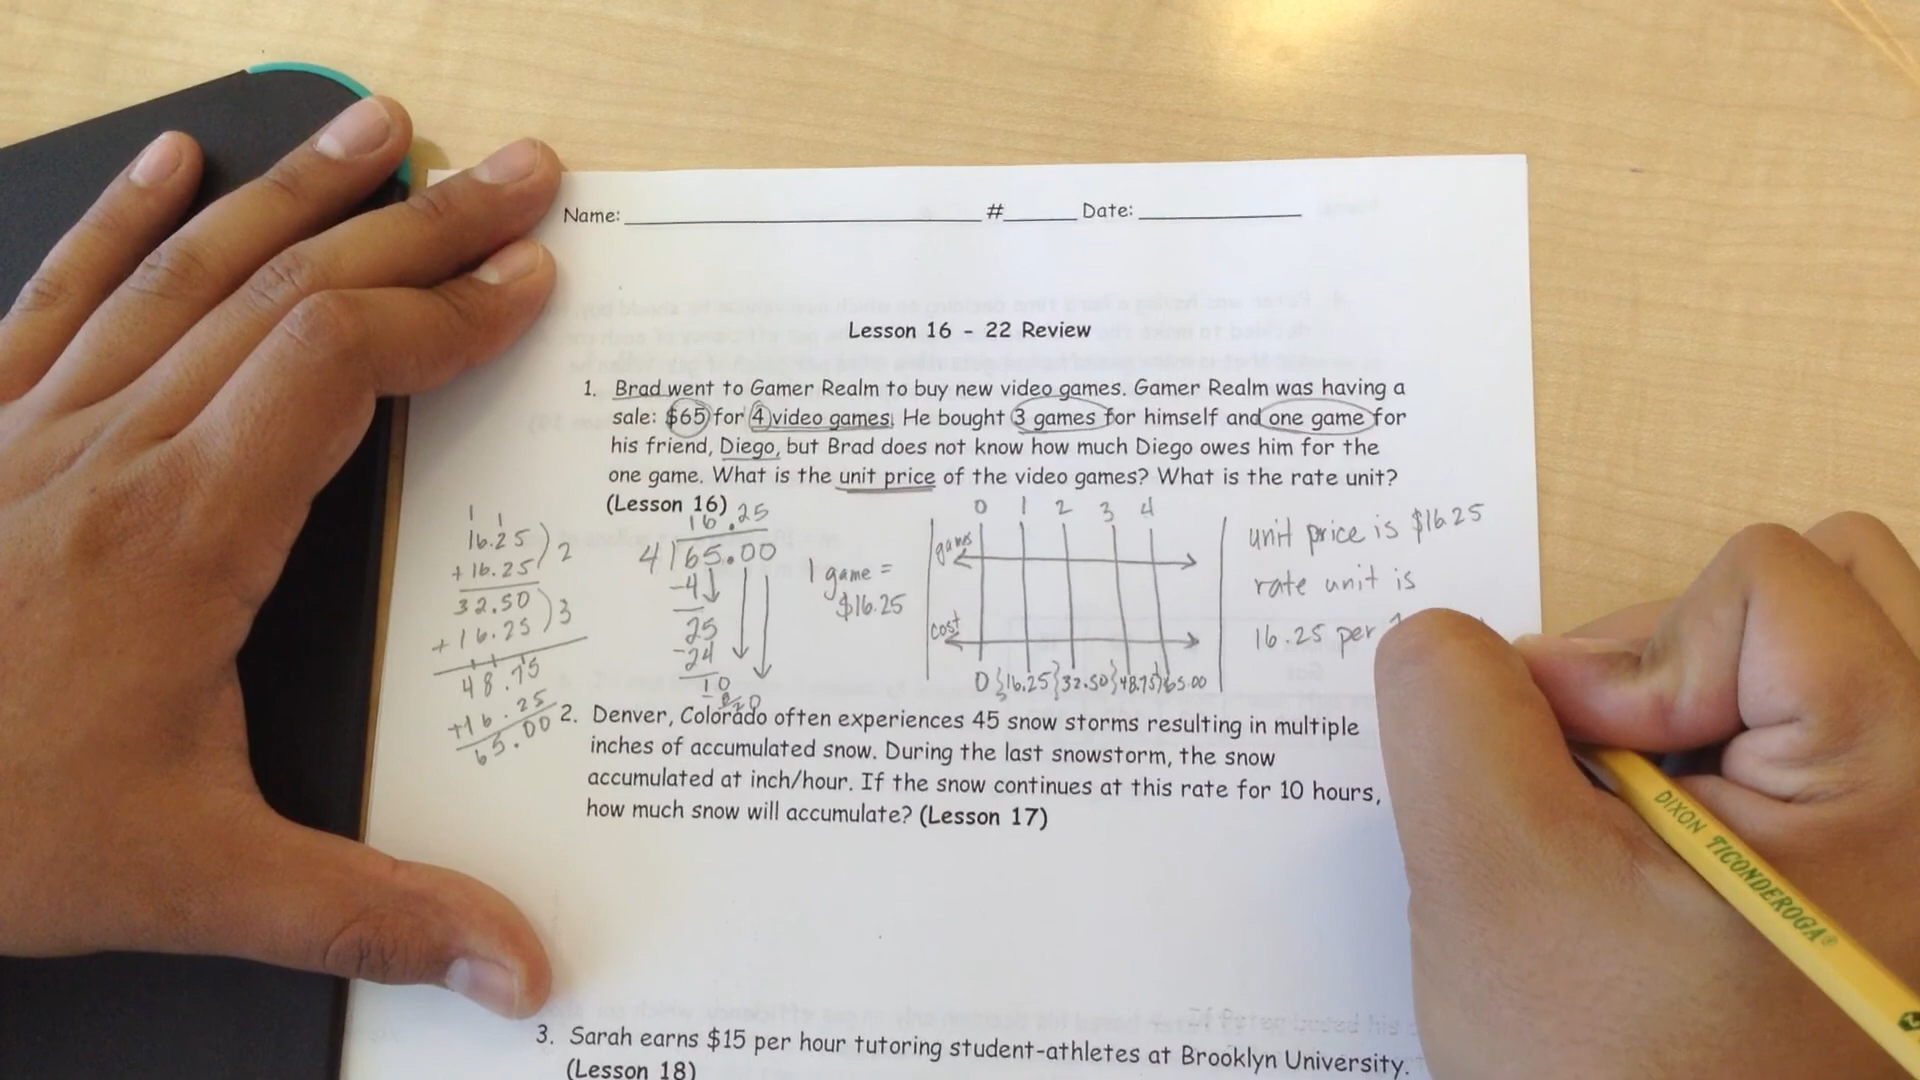 Name: # Date:
Lesson 16 - 22 Review
1. Brad went to Gamer Realm to buy new video games. Gamer Realm was having a
sale: $65 for 4 video games. He bought 3 games for himself and one game for
his friend, Diego, but Brad does not know how much Diego owes him for the
one game. What is the unit price of the video games? What is the rate unit?
(Lesson 16)
1 1
16.25
+16.25 ) 2
32.50
+16.25 ) 3
48.75
+16.25
65.00
16.25
4 65.00
-4
25
-24
10
1 game =
$16.25
0 1 2 3 4
games
cost
0 16.25 32.50 48.75 65.00
unit price is $16.25
rate unit is
16.25 per
2. Denver, Colorado often experiences 45 snow storms resulting in multiple
inches of accumulated snow. During the last snowstorm, the snow
accumulated at inch/hour. If the snow continues at this rate for 10 hours,
how much snow will accumulate? (Lesson 17)
3. Sarah earns $15 per hour tutoring student-athletes at Brooklyn University.
(Lesson 18)
DIXON TICONDEROGA®